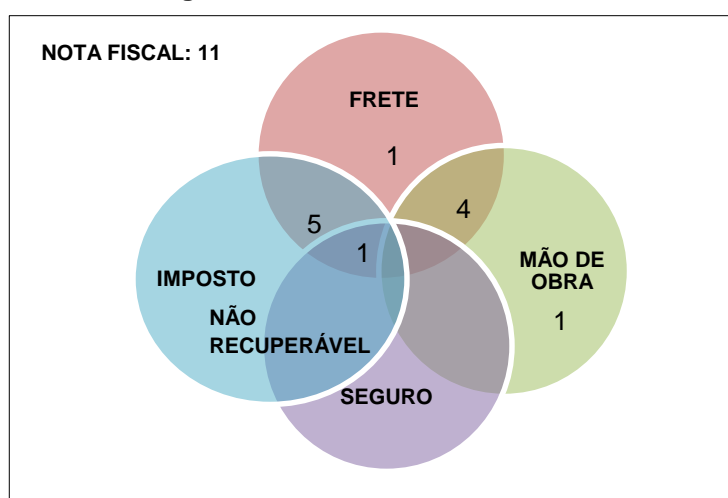 NOTA FISCAL: 11
FRETE
1
4
5
1
IMPOSTO
NÃO
RECUPERÁVEL
MÃO DE
OBRA
1
SEGURO